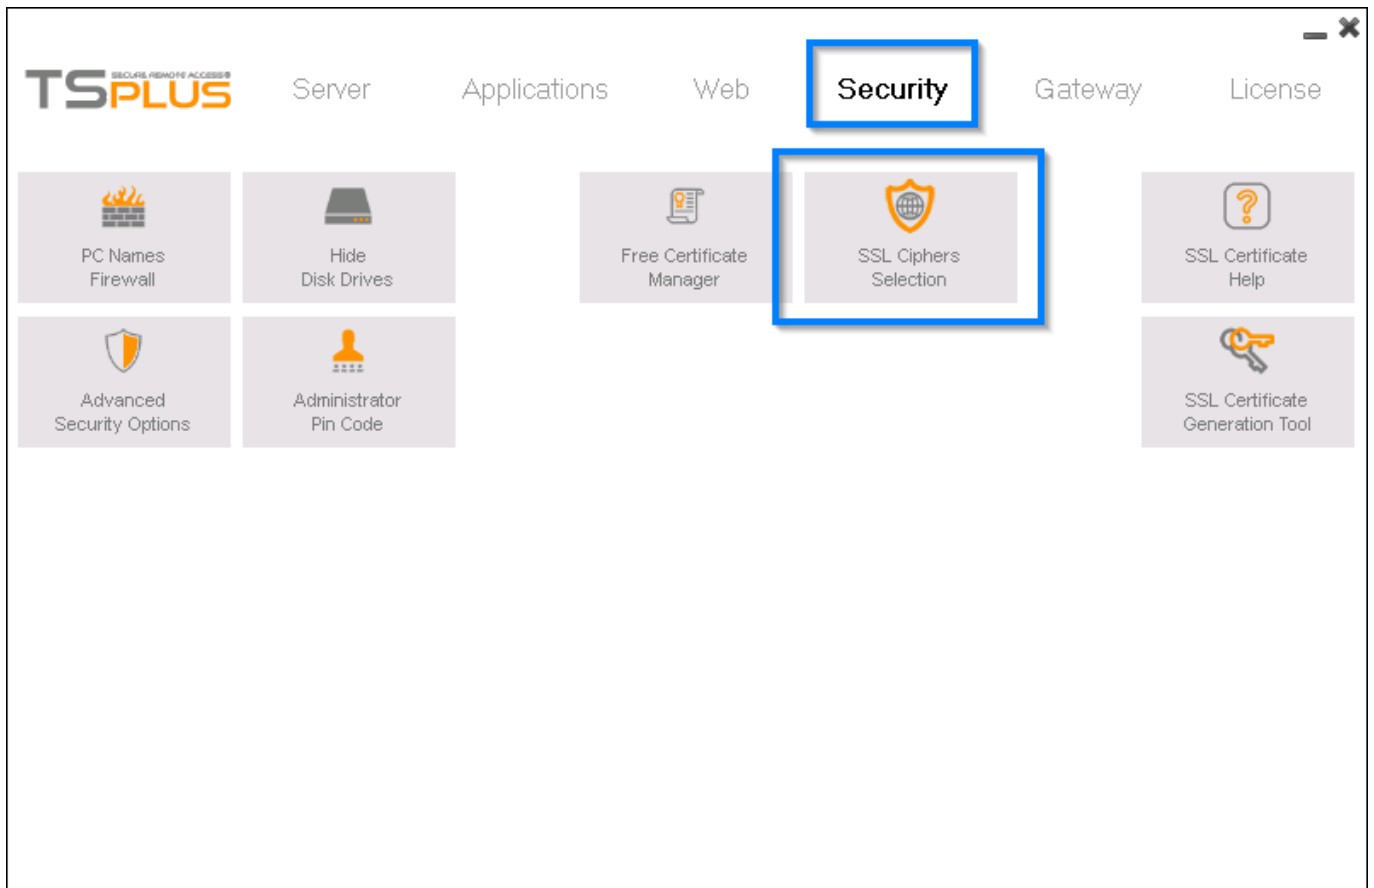 SECURE REMOTE ACCESS®
TSPLUS
Server
Applications
Web
Security
Gateway
License
PC Names
Firewall
Hide
Disk Drives
Free Certificate
Manager
SSL Ciphers
Selection
SSL Certificate
Help
Advanced
Security Options
Administrator
Pin Code
SSL Certificate
Generation Tool